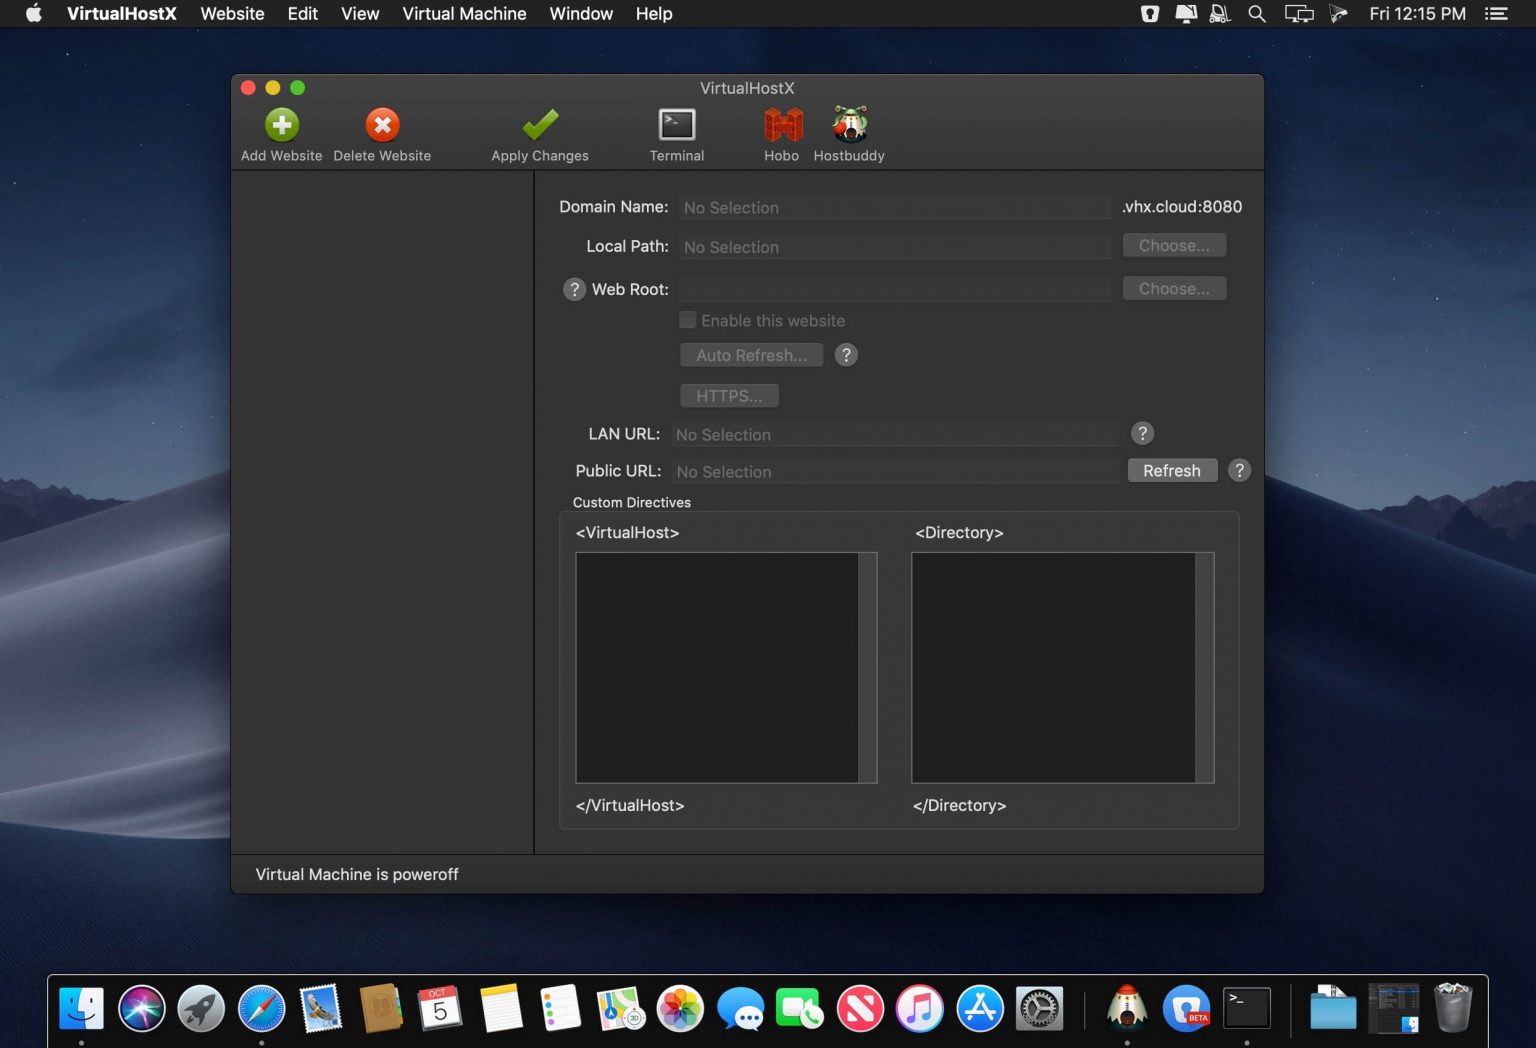 VirtualHostX Website Edit View Virtual Machine Window Help Fri 12:15 PM
VirtualHostX
Add Website Delete Website Apply Changes Terminal Hobo Hostbuddy
Domain Name: No Selection .vhx.cloud:8080
Local Path: No Selection Choose...
? Web Root: Choose...
Enable this website
Auto Refresh... ?
HTTPS...
LAN URL: No Selection ?
Public URL: No Selection Refresh ?
Custom Directives
<VirtualHost> <Directory>
</VirtualHost> </Directory>
Virtual Machine is poweroff
OCT
5
3D
BETA